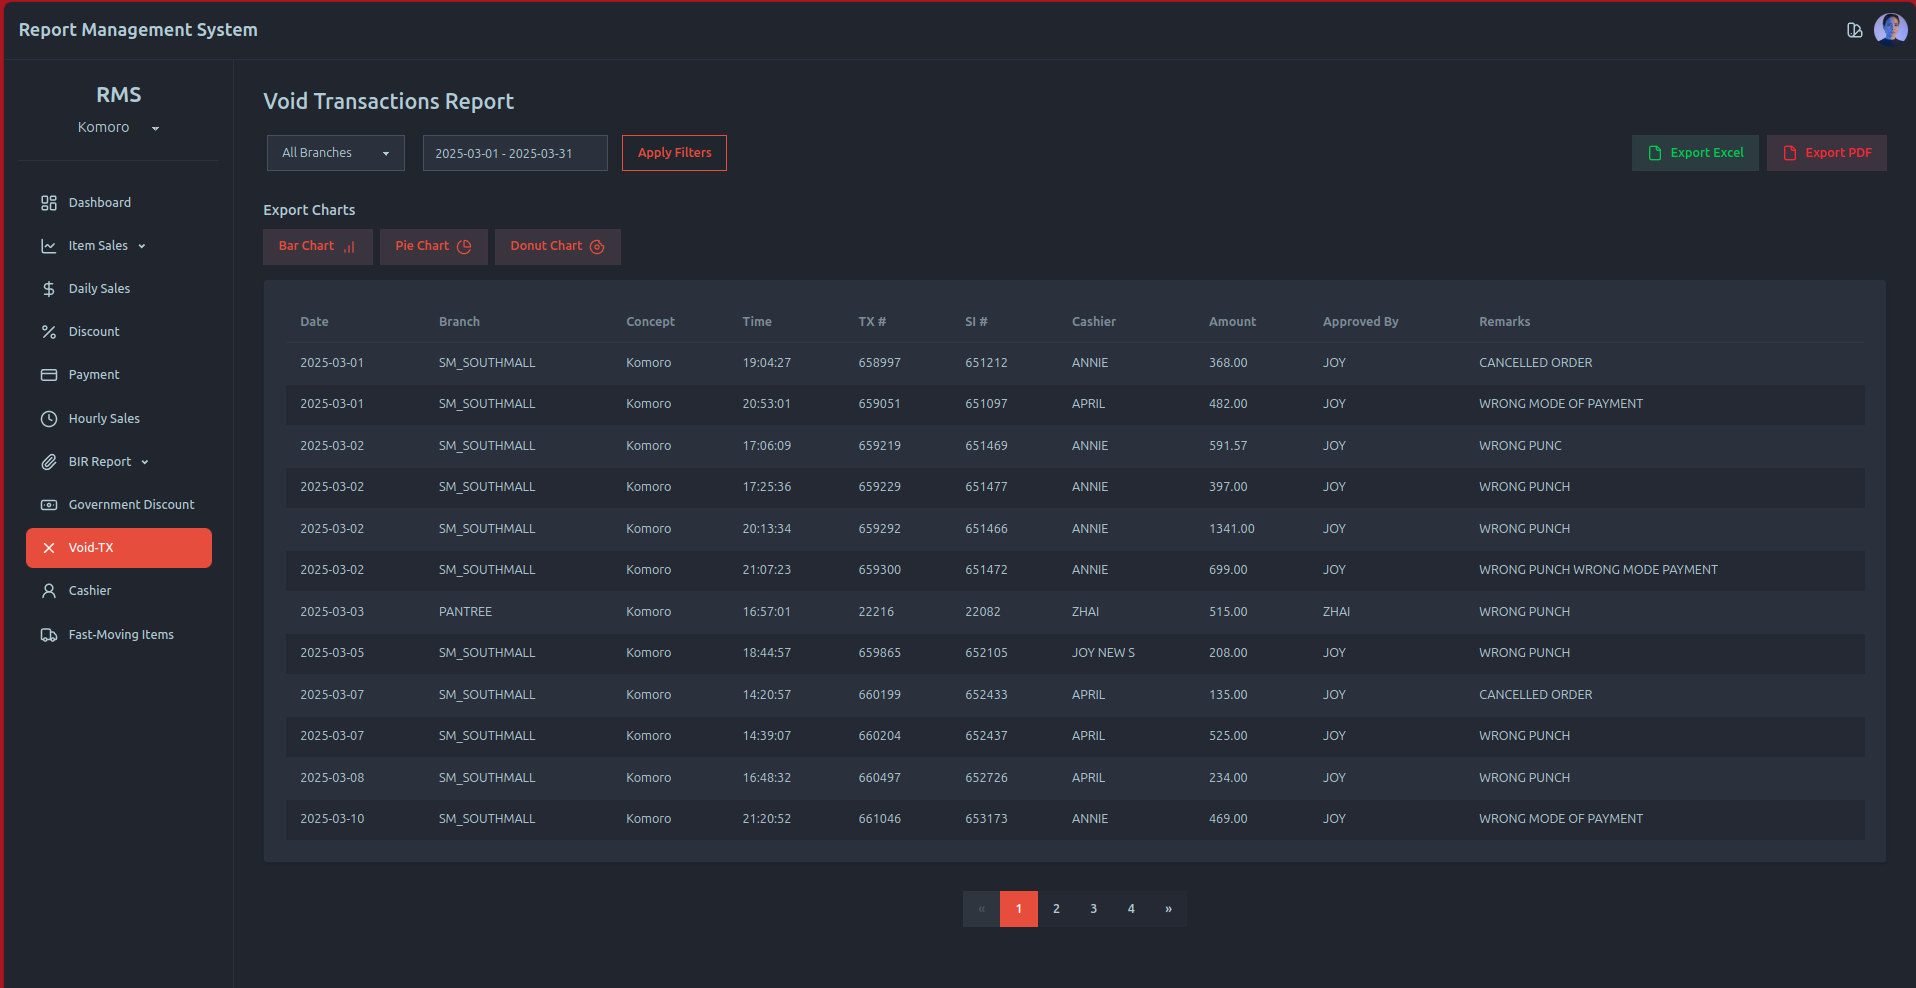 Report Management System
RMS
Komoro
Dashboard
Item Sales
Daily Sales
Discount
Payment
Hourly Sales
BIR Report
Government Discount
Void-TX
Cashier
Fast-Moving Items
Void Transactions Report
All Branches 2025-03-01 - 2025-03-31 Apply Filters Export Excel Export PDF
Export Charts
Bar Chart Pie Chart Donut Chart
Date Branch Concept Time TX # SI # Cashier Amount Approved By Remarks
2025-03-01 SM_SOUTHMALL Komoro 19:04:27 658997 651212 ANNIE 368.00 JOY CANCELLED ORDER
2025-03-01 SM_SOUTHMALL Komoro 20:53:01 659051 651097 APRIL 482.00 JOY WRONG MODE OF PAYMENT
2025-03-02 SM_SOUTHMALL Komoro 17:06:09 659219 651469 ANNIE 591.57 JOY WRONG PUNC
2025-03-02 SM_SOUTHMALL Komoro 17:25:36 659229 651477 ANNIE 397.00 JOY WRONG PUNCH
2025-03-02 SM_SOUTHMALL Komoro 20:13:34 659292 651466 ANNIE 1341.00 JOY WRONG PUNCH
2025-03-02 SM_SOUTHMALL Komoro 21:07:23 659300 651472 ANNIE 699.00 JOY WRONG PUNCH WRONG MODE PAYMENT
2025-03-03 PANTREE Komoro 16:57:01 22216 22082 ZHAI 515.00 ZHAI WRONG PUNCH
2025-03-05 SM_SOUTHMALL Komoro 18:44:57 659865 652105 JOY NEW S 208.00 JOY WRONG PUNCH
2025-03-07 SM_SOUTHMALL Komoro 14:20:57 660199 652433 APRIL 135.00 JOY CANCELLED ORDER
2025-03-07 SM_SOUTHMALL Komoro 14:39:07 660204 652437 APRIL 525.00 JOY WRONG PUNCH
2025-03-08 SM_SOUTHMALL Komoro 16:48:32 660497 652726 APRIL 234.00 JOY WRONG PUNCH
2025-03-10 SM_SOUTHMALL Komoro 21:20:52 661046 653173 ANNIE 469.00 JOY WRONG MODE OF PAYMENT
« 1 2 3 4 »